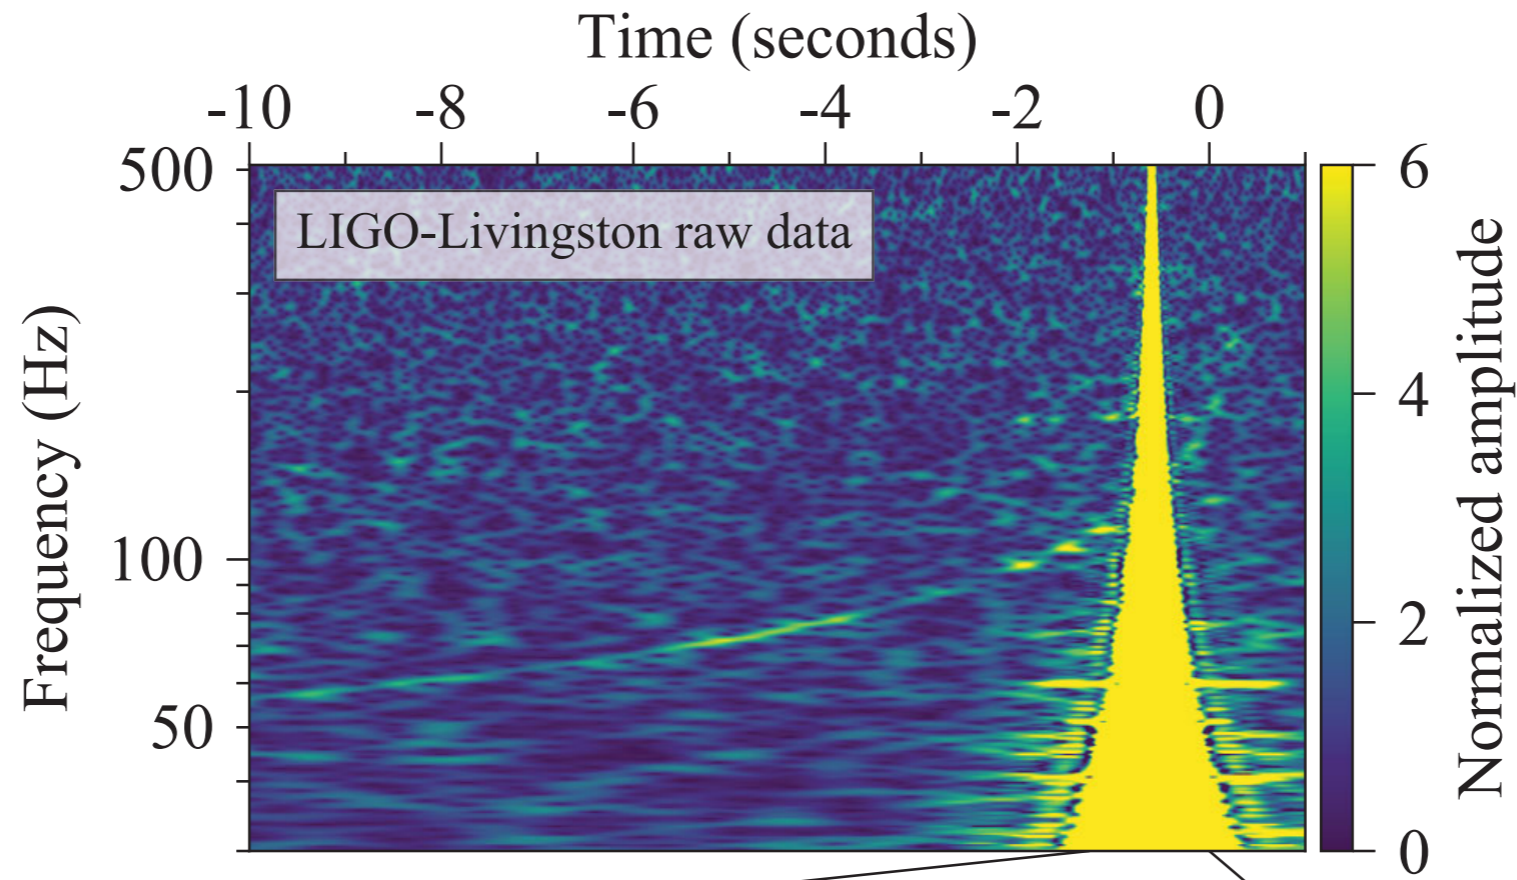 Time (seconds)
-10 -8 -6 -4 -2 0
500
100
50
Frequency (Hz)
LIGO-Livingston raw data
6
4
2
0
Normalized amplitude